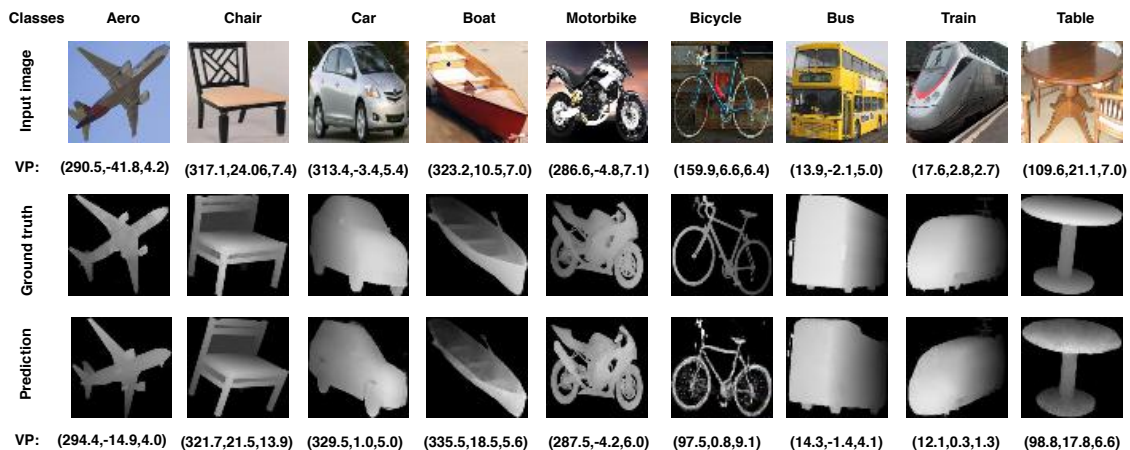 Classes Aero Chair Car Boat Motorbike Bicycle Bus Train Table
Input image
VP: (290.5,-41.8,4.2) (317.1,24.06,7.4) (313.4,-3.4,5.4) (323.2,10.5,7.0) (286.6,-4.8,7.1) (159.9,6.6,6.4) (13.9,-2.1,5.0) (17.6,2.8,2.7) (109.6,21.1,7.0)
Ground truth
Prediction
VP: (294.4,-14.9,4.0) (321.7,21.5,13.9) (329.5,1.0,5.0) (335.5,18.5,5.6) (287.5,-4.2,6.0) (97.5,0.8,9.1) (14.3,-1.4,4.1) (12.1,0.3,1.3) (98.8,17.8,6.6)